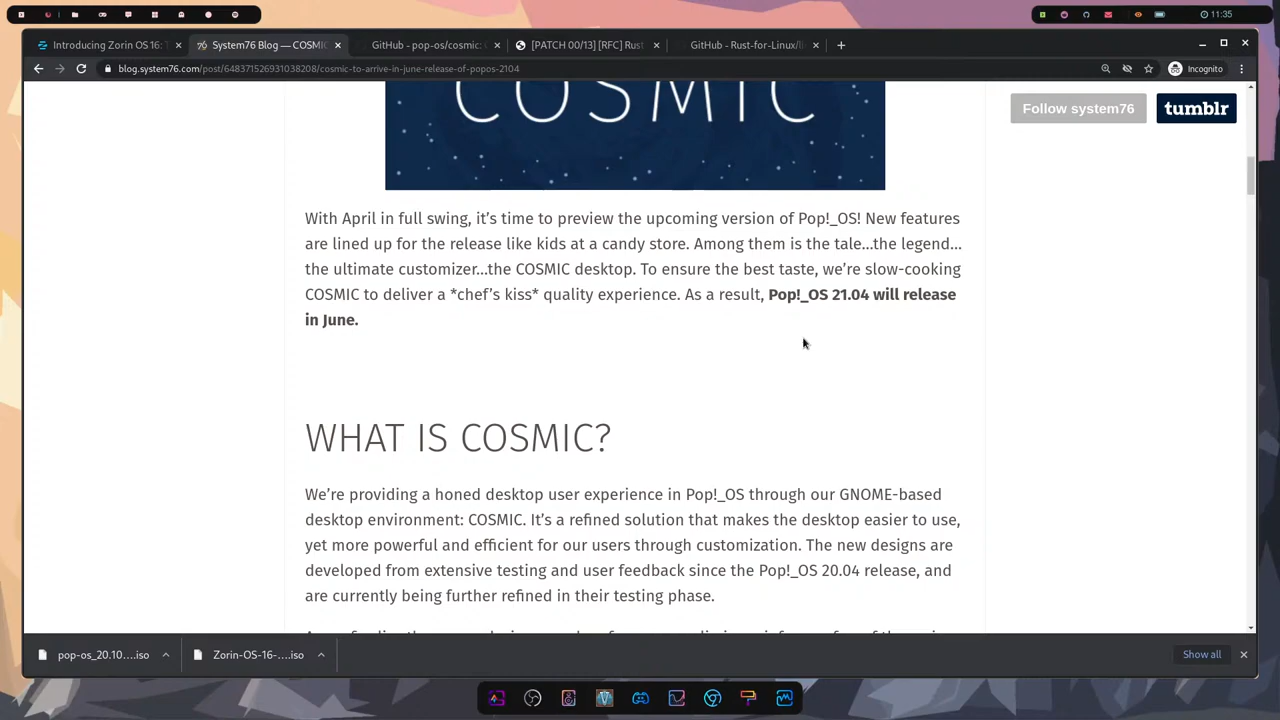 11:35
Introducing Zorin OS 16:
System76 Blog — COSMIC
GitHub - pop-os/cosmic:
[PATCH 00/13] [RFC] Rust
GitHub - Rust-for-Linux/
blog.system76.com/post/648371526931038208/cosmic-to-arrive-in-june-release-of-popos-2104
Incognito
Follow system76
tumblr
COSMIC
With April in full swing, it’s time to preview the upcoming version of Pop!_OS! New features
are lined up for the release like kids at a candy store. Among them is the tale…the legend…
the ultimate customizer…the COSMIC desktop. To ensure the best taste, we’re slow-cooking
COSMIC to deliver a *chef’s kiss* quality experience. As a result, Pop!_OS 21.04 will release
in June.
WHAT IS COSMIC?
We’re providing a honed desktop user experience in Pop!_OS through our GNOME-based
desktop environment: COSMIC. It’s a refined solution that makes the desktop easier to use,
yet more powerful and efficient for our users through customization. The new designs are
developed from extensive testing and user feedback since the Pop!_OS 20.04 release, and
are currently being further refined in their testing phase.
pop-os_20.10....iso
Zorin-OS-16-....iso
Show all